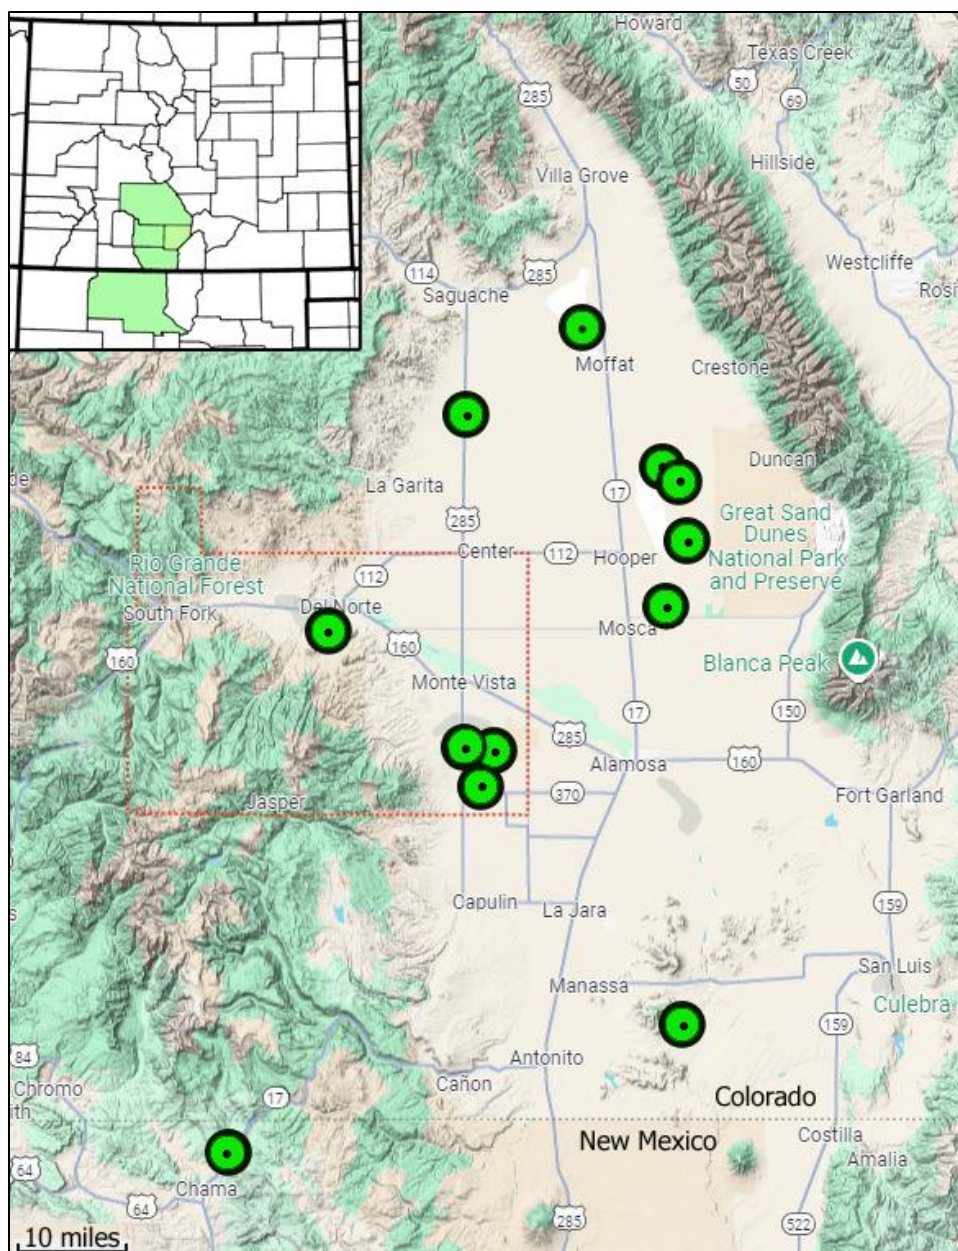 Howard
Texas Creek
50
285
69
Villa Grove
Hillside
114
285
Westcliffe
Saguache
Rosi
Moffat
Crestone
de
La Garita
Duncan
17
285
Great Sand
Dunes
National Park
and Preserve
Center
112
Hooper
Rio Grande
National Forest
112
South Fork
Del Norte
Mosca
160
160
Blanca Peak
Monte Vista
17
150
285
Alamosa
160
Jasper
370
Fort Garland
Capulin
La Jara
159
s
San Luis
Manassa
Culebra
159
84
Antonito
Cañon
Chromo
ith
17
Colorado
New Mexico
Costilla
Amalia
64
Chama
64
285
522
10 miles